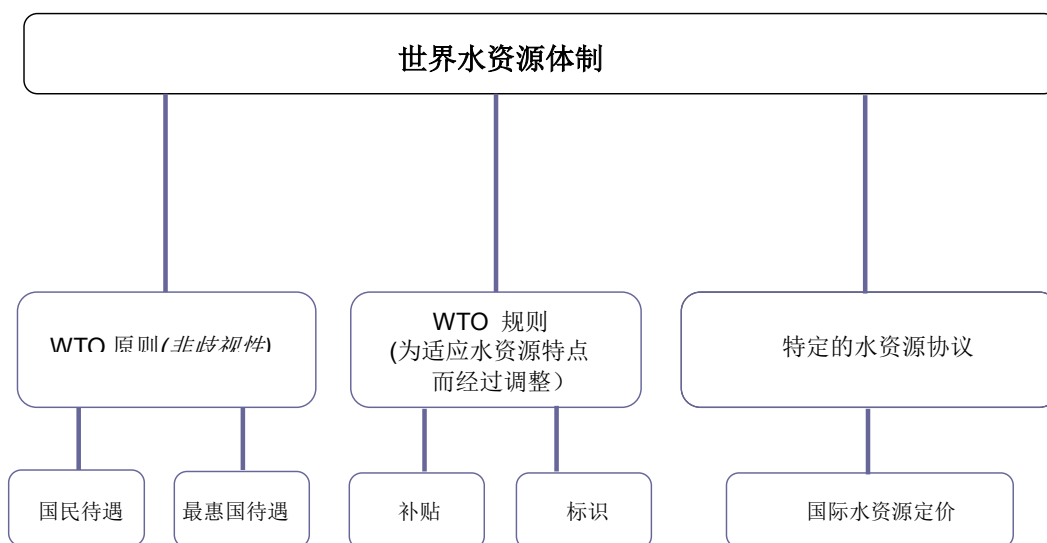 世界水资源体制
WTO 原则(非歧视性)
WTO 规则
(为适应水资源特点
而经过调整）
特定的水资源协议
国民待遇
最惠国待遇
补贴
标识
国际水资源定价